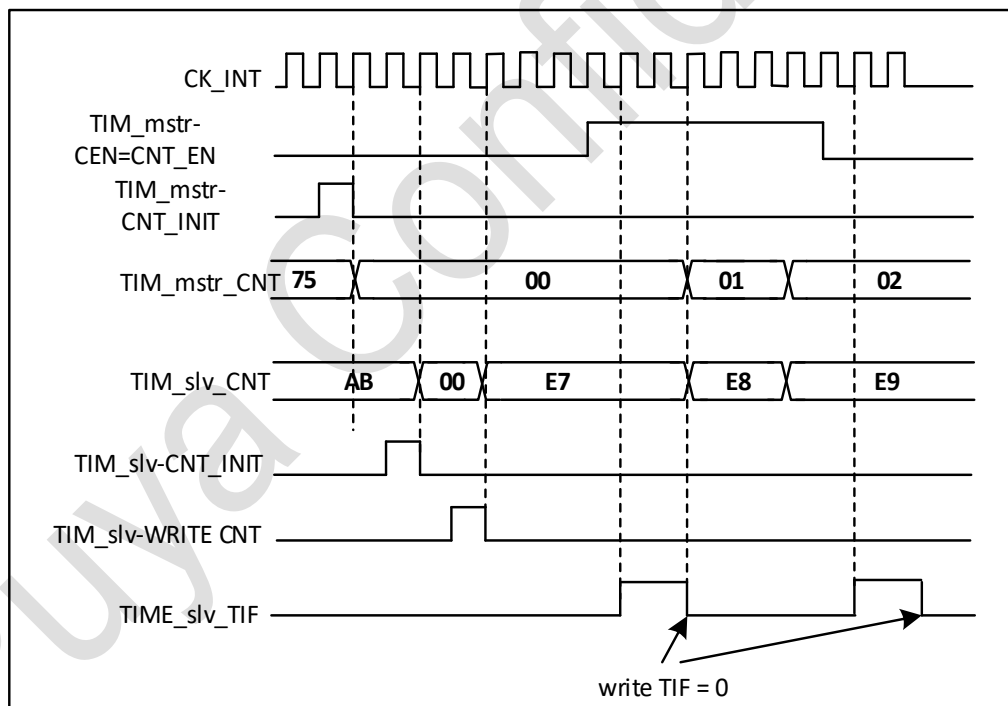 CK_INT
TIM_mstr-
CEN=CNT_EN
TIM_mstr-
CNT_INIT
TIM_mstr_CNT 75 00 01 02
TIM_slv_CNT AB 00 E7 E8 E9
TIM_slv-CNT_INIT
TIM_slv-WRITE CNT
TIME_slv_TIF
write TIF = 0